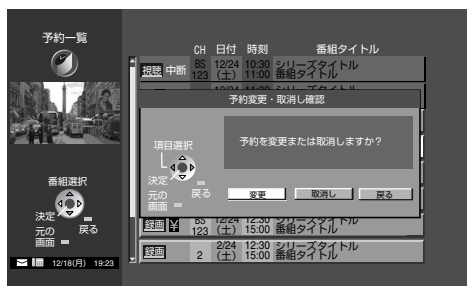 予約一覧
CH 日付 時刻 番組タイトル
視聴 中断 BS 12/24 10:30 シリーズタイトル
123 (土) 11:00 番組タイトル
予約変更・取消し確認
予約を変更または取消しますか?
項目選択
決定
元の 戻る
画面
変更 取消し 戻る
番組選択
決定
元の 戻る
画面
録画 ¥ BS 12/24 12:30 シリーズタイトル
123 (土) 15:00 番組タイトル
録画 2/24 12:30 シリーズタイトル
2 (土) 15:00 番組タイトル
12/18(月) 19:23